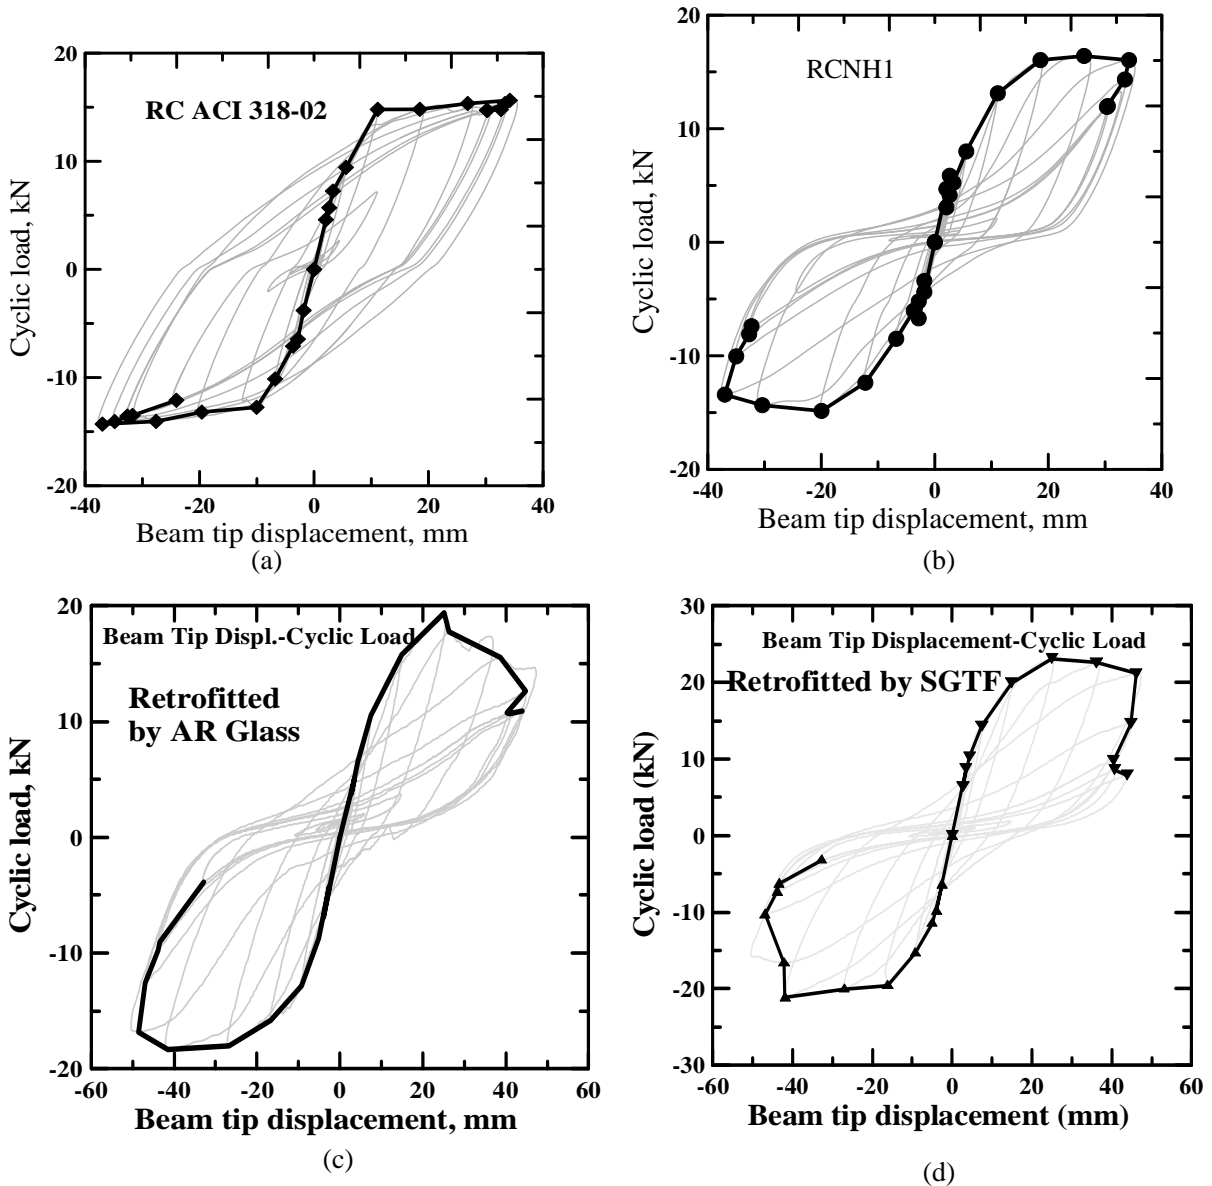 20
10
0
-10
-20
RC ACI 318-02
Cyclic load, kN
-40
-20
0
20
40
Beam tip displacement, mm
(a)
20
10
0
-10
-20
RCNH1
Cyclic load, kN
-40
-20
0
20
40
Beam tip displacement, mm
(b)
20
10
0
-10
-20
Beam Tip Displ.-Cyclic Load
Retrofitted
by AR Glass
Cyclic load, kN
-60
-40
-20
0
20
40
60
Beam tip displacement, mm
(c)
30
20
10
0
-10
-20
-30
Beam Tip Displacement-Cyclic Load
Retrofitted by SGTF
Cyclic load (kN)
-60
-40
-20
0
20
40
60
Beam tip displacement (mm)
(d)